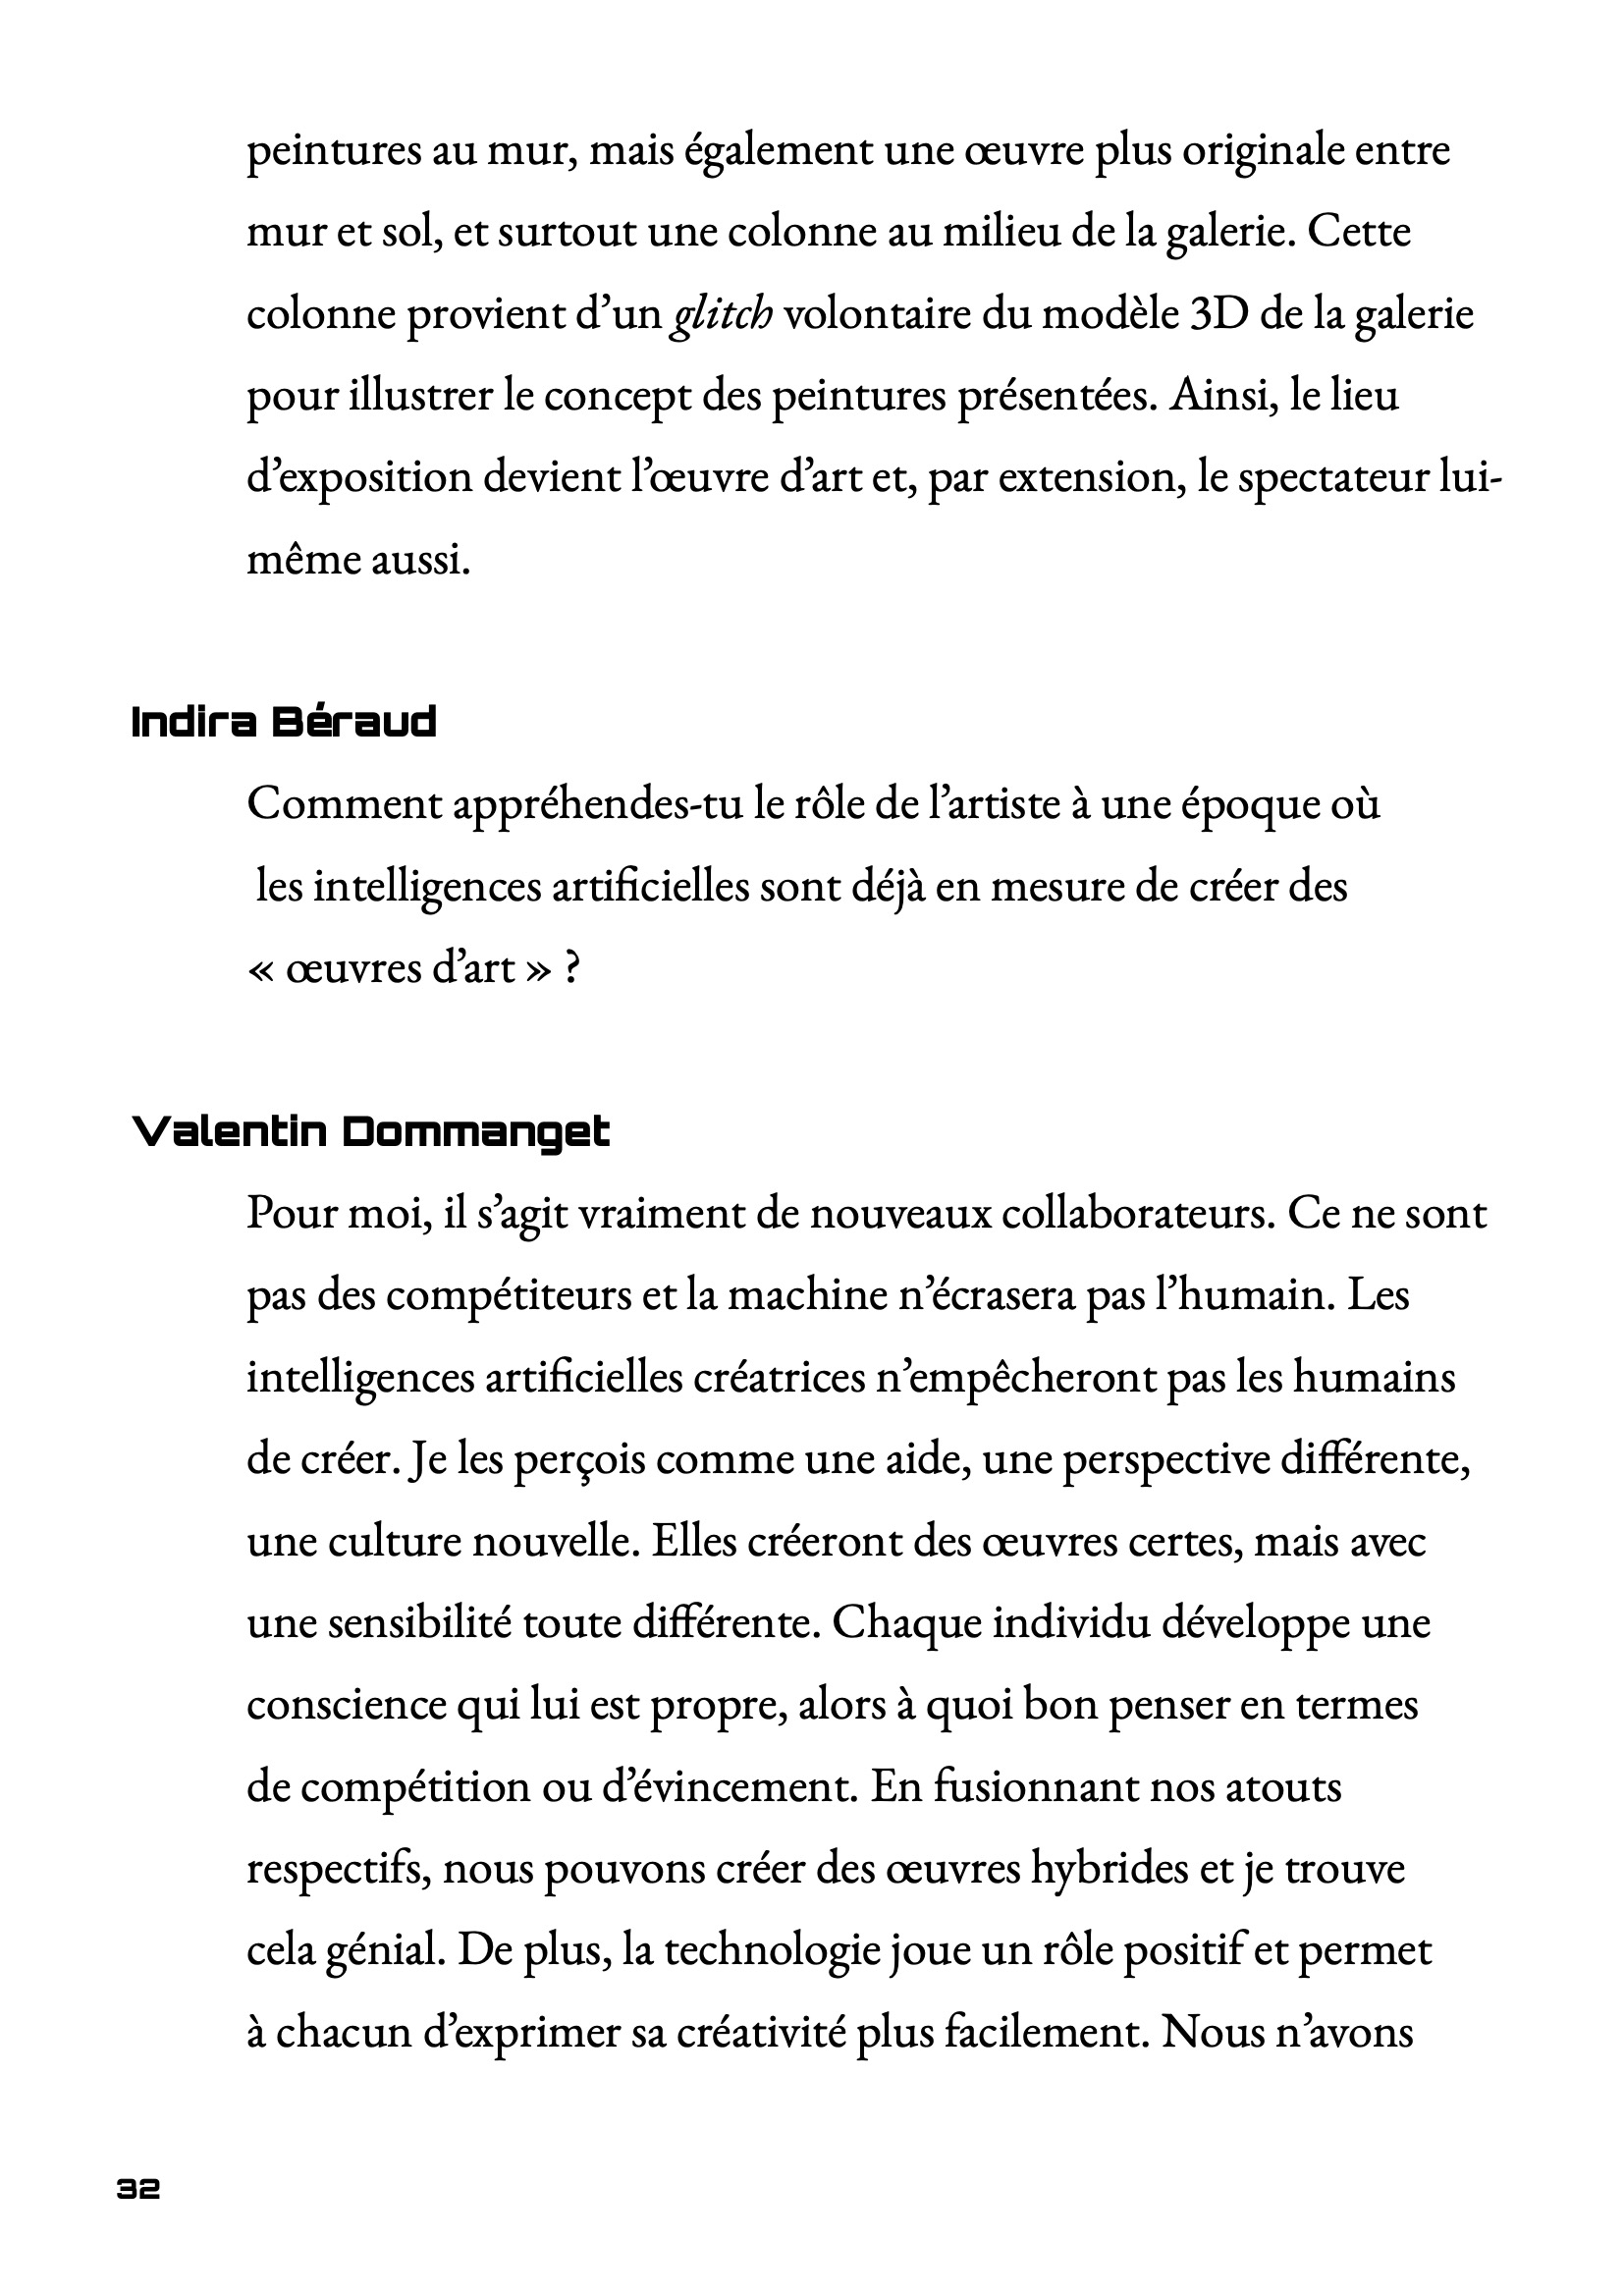 peintures au mur, mais également une œuvre plus originale entre
mur et sol, et surtout une colonne au milieu de la galerie. Cette
colonne provient d’un glitch volontaire du modèle 3D de la galerie
pour illustrer le concept des peintures présentées. Ainsi, le lieu
d’exposition devient l’œuvre d’art et, par extension, le spectateur lui-
même aussi.
Indira Béraud
Comment appréhendes-tu le rôle de l’artiste à une époque où
les intelligences artificielles sont déjà en mesure de créer des
« œuvres d’art » ?
Valentin Dommanget
Pour moi, il s’agit vraiment de nouveaux collaborateurs. Ce ne sont
pas des compétiteurs et la machine n’écrasera pas l’humain. Les
intelligences artificielles créatrices n’empêcheront pas les humains
de créer. Je les perçois comme une aide, une perspective différente,
une culture nouvelle. Elles créeront des œuvres certes, mais avec
une sensibilité toute différente. Chaque individu développe une
conscience qui lui est propre, alors à quoi bon penser en termes
de compétition ou d’évincement. En fusionnant nos atouts
respectifs, nous pouvons créer des œuvres hybrides et je trouve
cela génial. De plus, la technologie joue un rôle positif et permet
à chacun d’exprimer sa créativité plus facilement. Nous n’avons
32